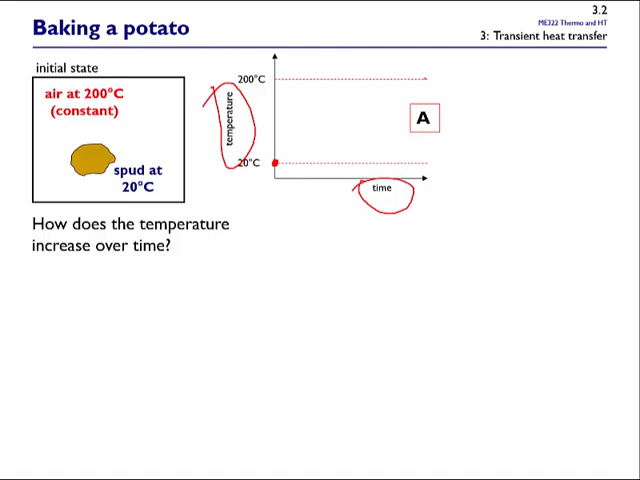 3.2
Baking a potato
ME322 Thermo and HT
3: Transient heat transfer
initial state
air at 200°C
(constant)
spud at
20°C
200°C
temperature
20°C
time
A
How does the temperature
increase over time?